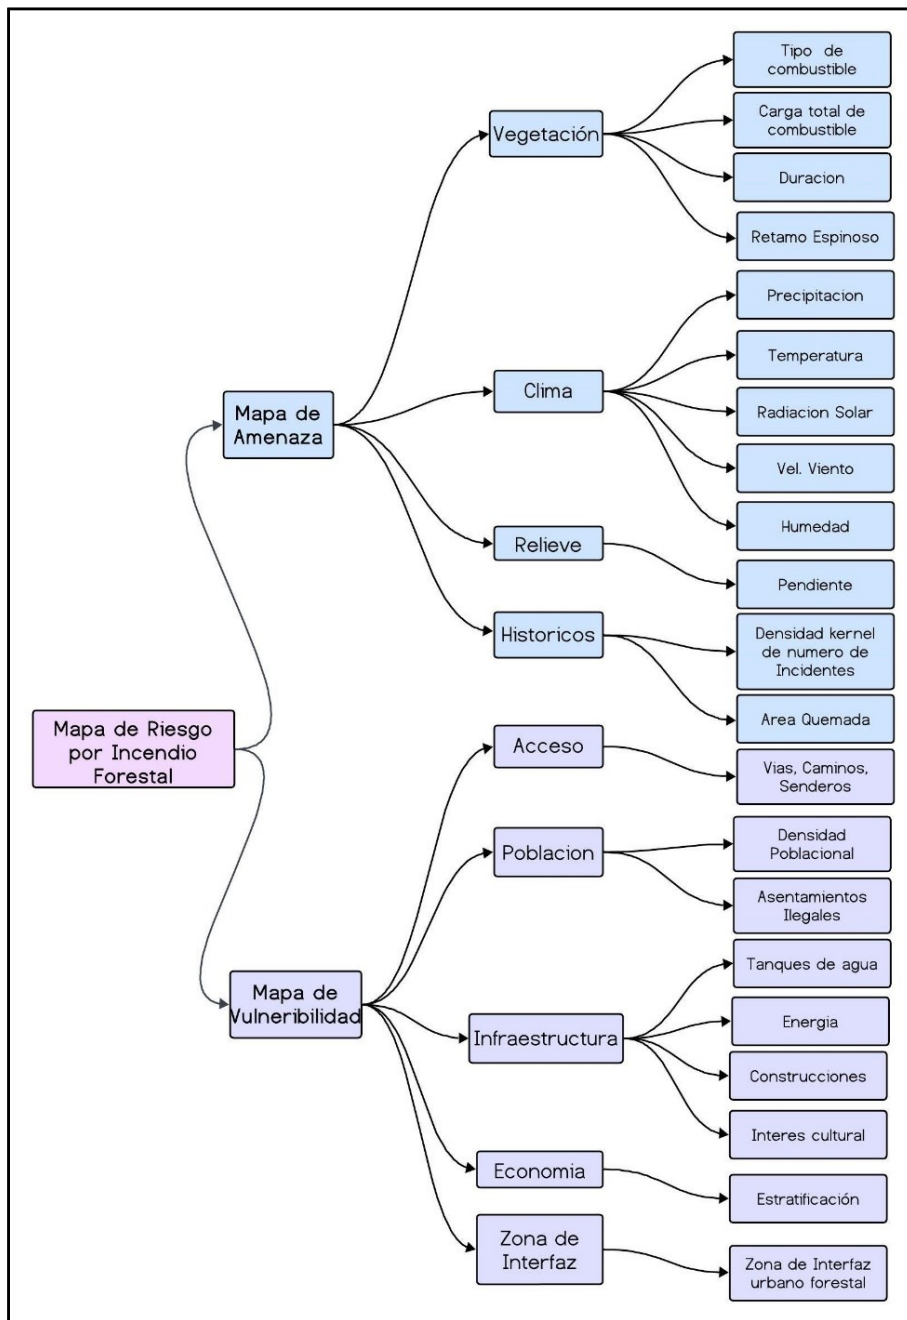 Mapa de Riesgo
por Incendio
Forestal
Mapa de
Amenaza
Vegetación
Tipo de
combustible
Carga total de
combustible
Duracion
Retamo Espinoso
Clima
Precipitacion
Temperatura
Radiacion Solar
Vel. Viento
Humedad
Relieve
Pendiente
Historicos
Densidad kernel
de numero de
Incidentes
Area Quemada
Mapa de
Vulneribilidad
Acceso
Vias, Caminos,
Senderos
Poblacion
Densidad
Poblacional
Asentamientos
Ilegales
Infraestructura
Tanques de agua
Energia
Construcciones
Interes cultural
Economia
Estratificación
Zona de
Interfaz
Zona de Interfaz
urbano forestal